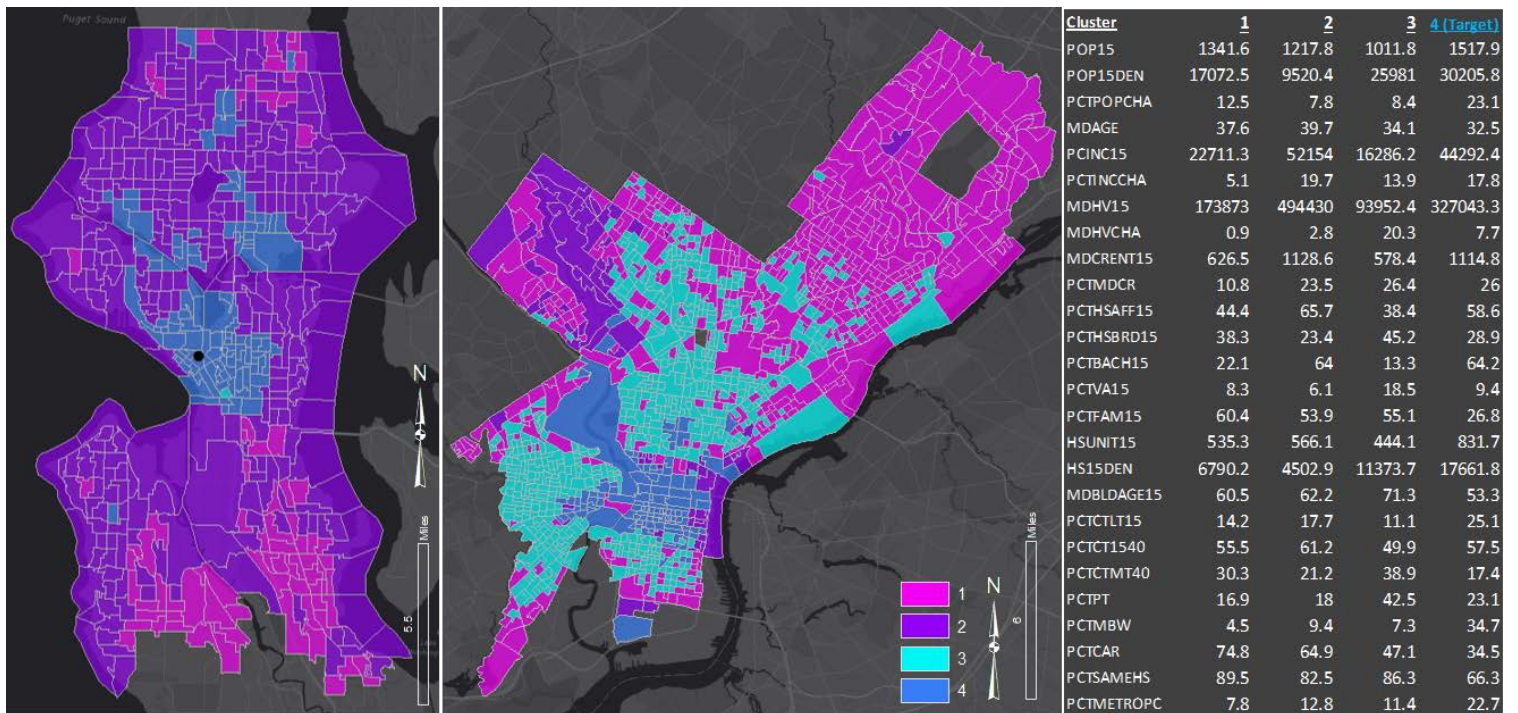 Puget Sound
N
Miles
5.5
1
2
3
4
N
Miles
6
Cluster 1 2 3 4 (Target)
POP15 1341.6 1217.8 1011.8 1517.9
POP15DEN 17072.5 9520.4 25981 30205.8
PCTPOPCHA 12.5 7.8 8.4 23.1
MDAGE 37.6 39.7 34.1 32.5
PCINC15 22711.3 52154 16286.2 44292.4
PCTINCCHA 5.1 19.7 13.9 17.8
MDHV15 173873 494430 93952.4 327043.3
MDHVCHA 0.9 2.8 20.3 7.7
MDCRENT15 626.5 1128.6 578.4 1114.8
PCTMDCR 10.8 23.5 26.4 26
PCTHSAFF15 44.4 65.7 38.4 58.6
PCTHSBRD15 38.3 23.4 45.2 28.9
PCTBACH15 22.1 64 13.3 64.2
PCTVA15 8.3 6.1 18.5 9.4
PCTFAM15 60.4 53.9 55.1 26.8
HSUNIT15 535.3 566.1 444.1 831.7
HS15DEN 6790.2 4502.9 11373.7 17661.8
MDBLDAGE15 60.5 62.2 71.3 53.3
PCTCTLT15 14.2 17.7 11.1 25.1
PCTCT1540 55.5 61.2 49.9 57.5
PCTCTMT40 30.3 21.2 38.9 17.4
PCTPT 16.9 18 42.5 23.1
PCTMBW 4.5 9.4 7.3 34.7
PCTCAR 74.8 64.9 47.1 34.5
PCTSAMEHS 89.5 82.5 86.3 66.3
PCTMETROPC 7.8 12.8 11.4 22.7